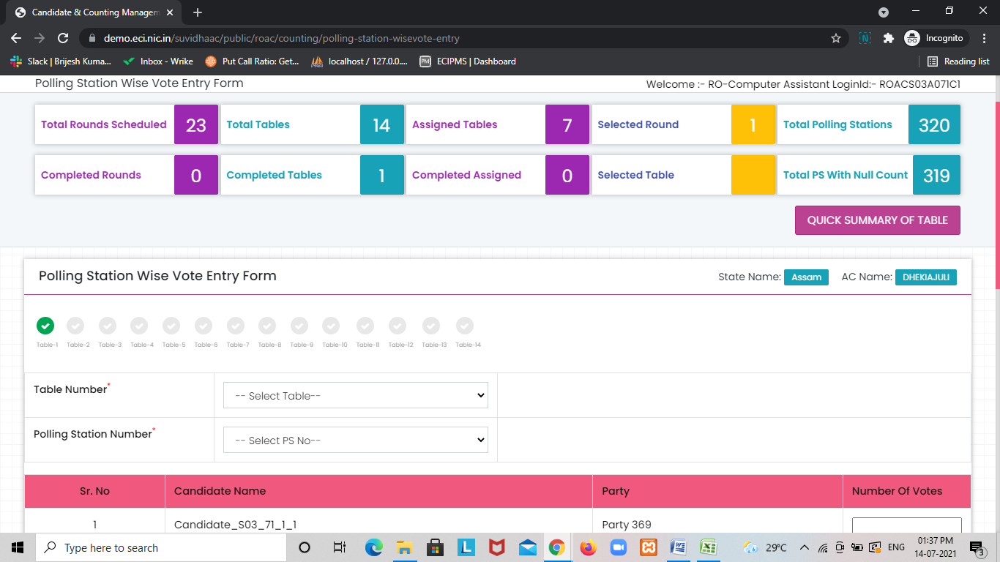 Candidate & Counting Managem
demo.eci.nic.in/suvidhaac/public/roac/counting/polling-station-wisevote-entry
Incognito
Slack | Brijesh Kuma... Inbox - Wrike Put Call Ratio: Get... localhost / 127.0.0.... PM ECIPMS | Dashboard Reading list
Polling Station Wise Vote Entry Form Welcome :- RO-Computer Assistant LoginId:- ROACS03A071C1
Total Rounds Scheduled 23 Total Tables 14 Assigned Tables 7 Selected Round 1 Total Polling Stations 320
Completed Rounds 0 Completed Tables 1 Completed Assigned 0 Selected Table Total PS With Null Count 319
QUICK SUMMARY OF TABLE
Polling Station Wise Vote Entry Form State Name: Assam AC Name: DHEKIAJULI
Table-1 Table-2 Table-3 Table-4 Table-5 Table-6 Table-7 Table-8 Table-9 Table-10 Table-11 Table-12 Table-13 Table-14
Table Number* -- Select Table--
Polling Station Number* -- Select PS No--
Sr. No Candidate Name Party Number Of Votes
1 Candidate_S03_71_1_1 Party 369
Type here to search 29°C ENG 01:37 PM
14-07-2021 3